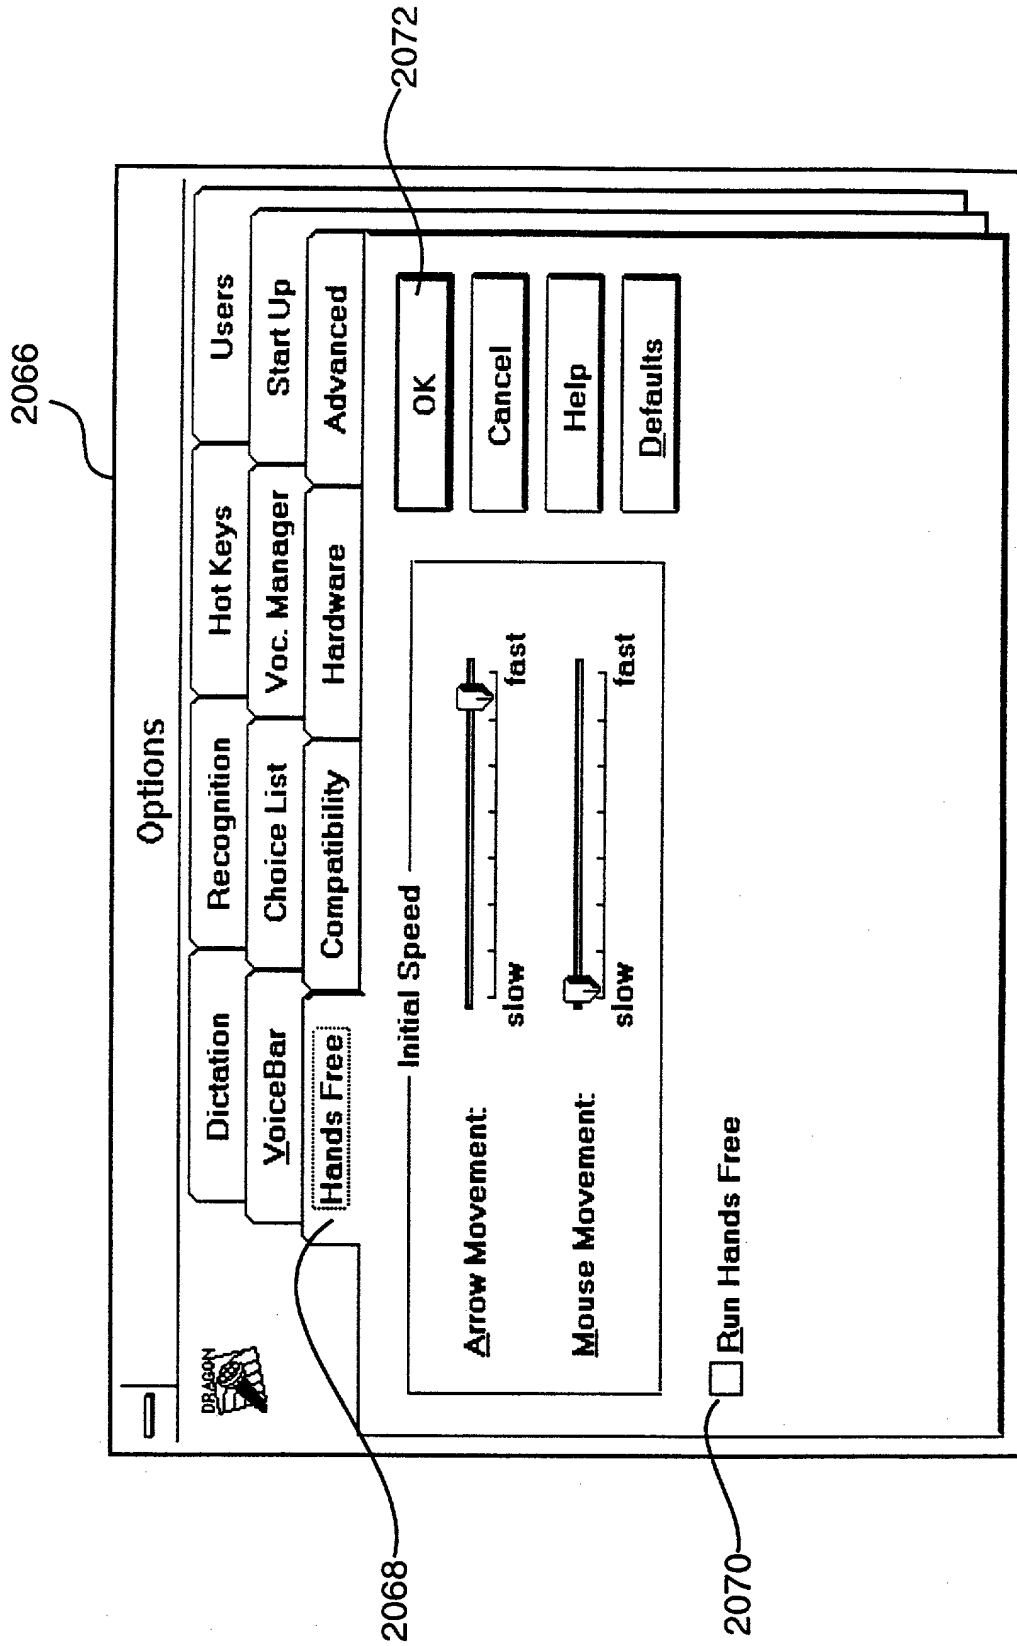 2066
Options
DRAGON
Dictation Recognition Hot Keys Users
VoiceBar Choice List Voc. Manager Start Up
Hands Free Compatibility Hardware Advanced
2068
2072
Initial Speed
Arrow Movement:
slow fast
Mouse Movement:
slow fast
OK
Cancel
Help
Defaults
Run Hands Free
2070